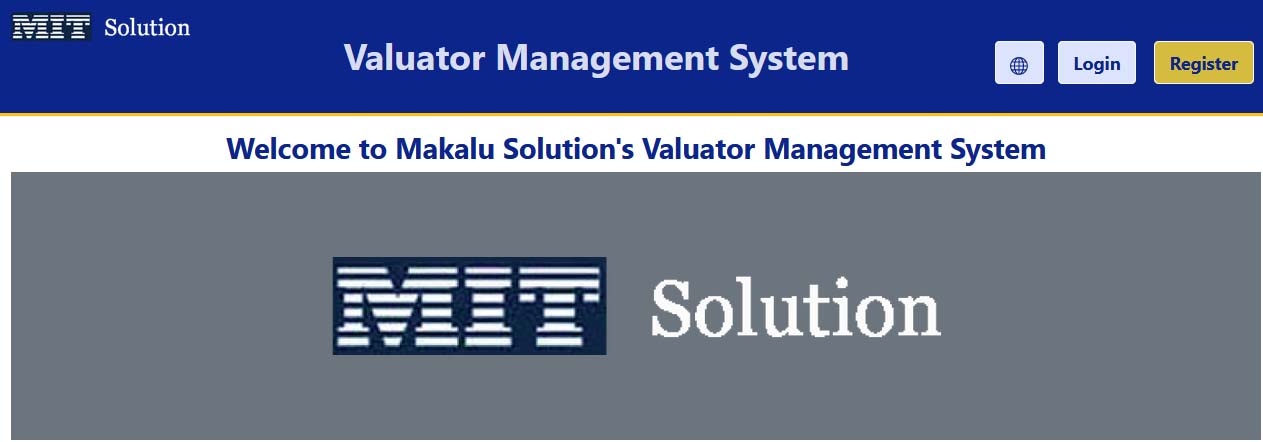 MIT Solution
Valuator Management System
Login
Register
Welcome to Makalu Solution's Valuator Management System
MIT Solution